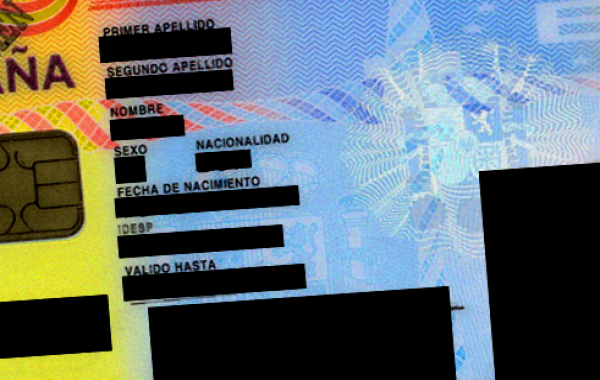 PRIMER APELLIDO
AÑA
SEGUNDO APELLIDO
NOMBRE
SEXO NACIONALIDAD
FECHA DE NACIMIENTO
IDESP
VALIDO HASTA